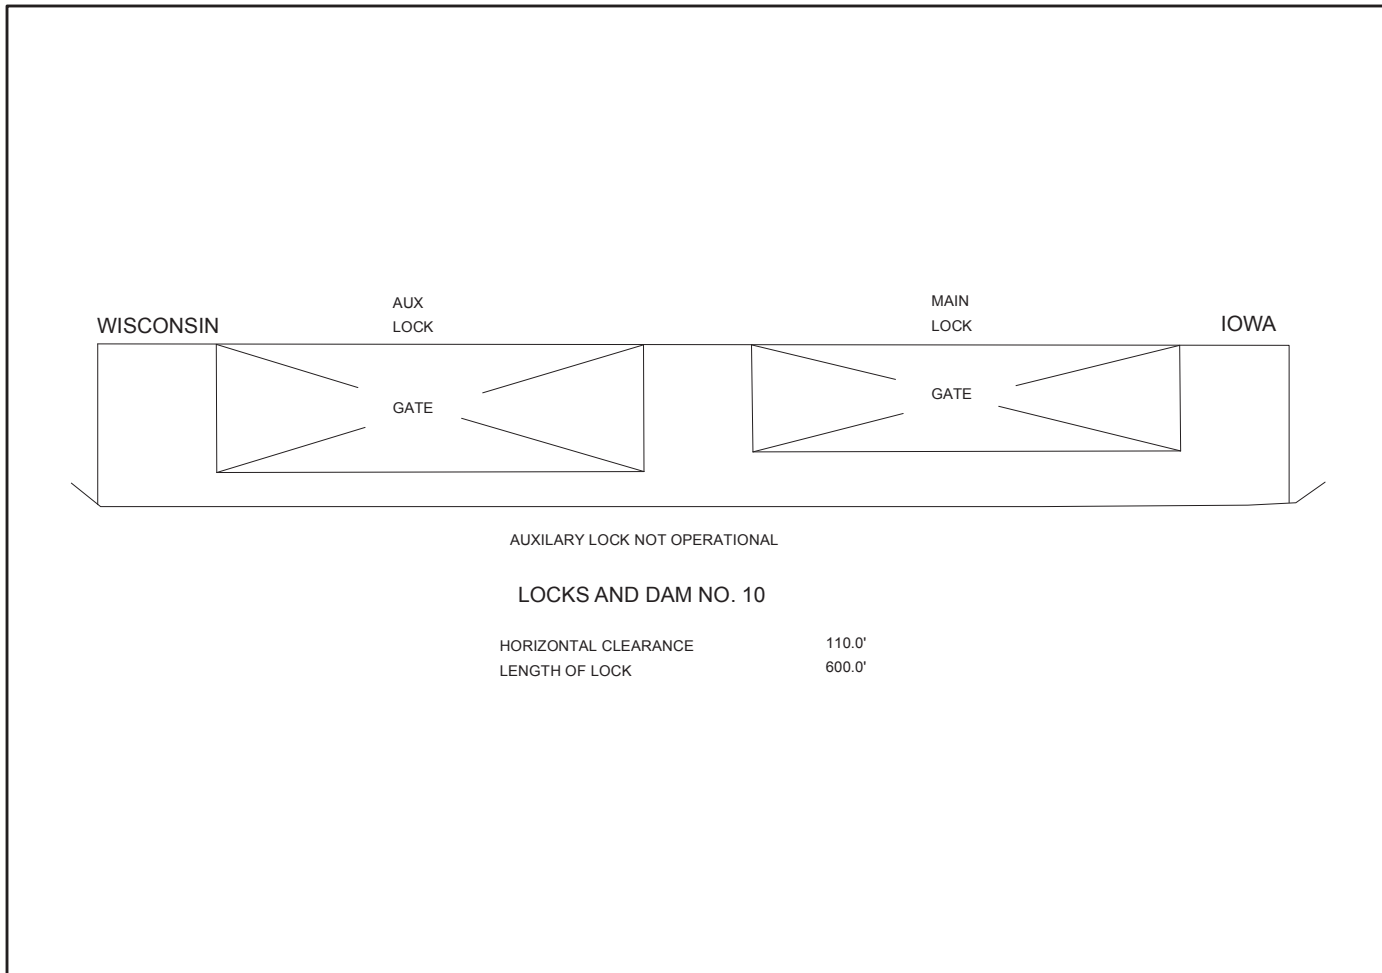 AUX
LOCK
MAIN
LOCK
WISCONSIN
IOWA
GATE
GATE
AUXILARY LOCK NOT OPERATIONAL
LOCKS AND DAM NO. 10
HORIZONTAL CLEARANCE 110.0'
LENGTH OF LOCK 600.0'